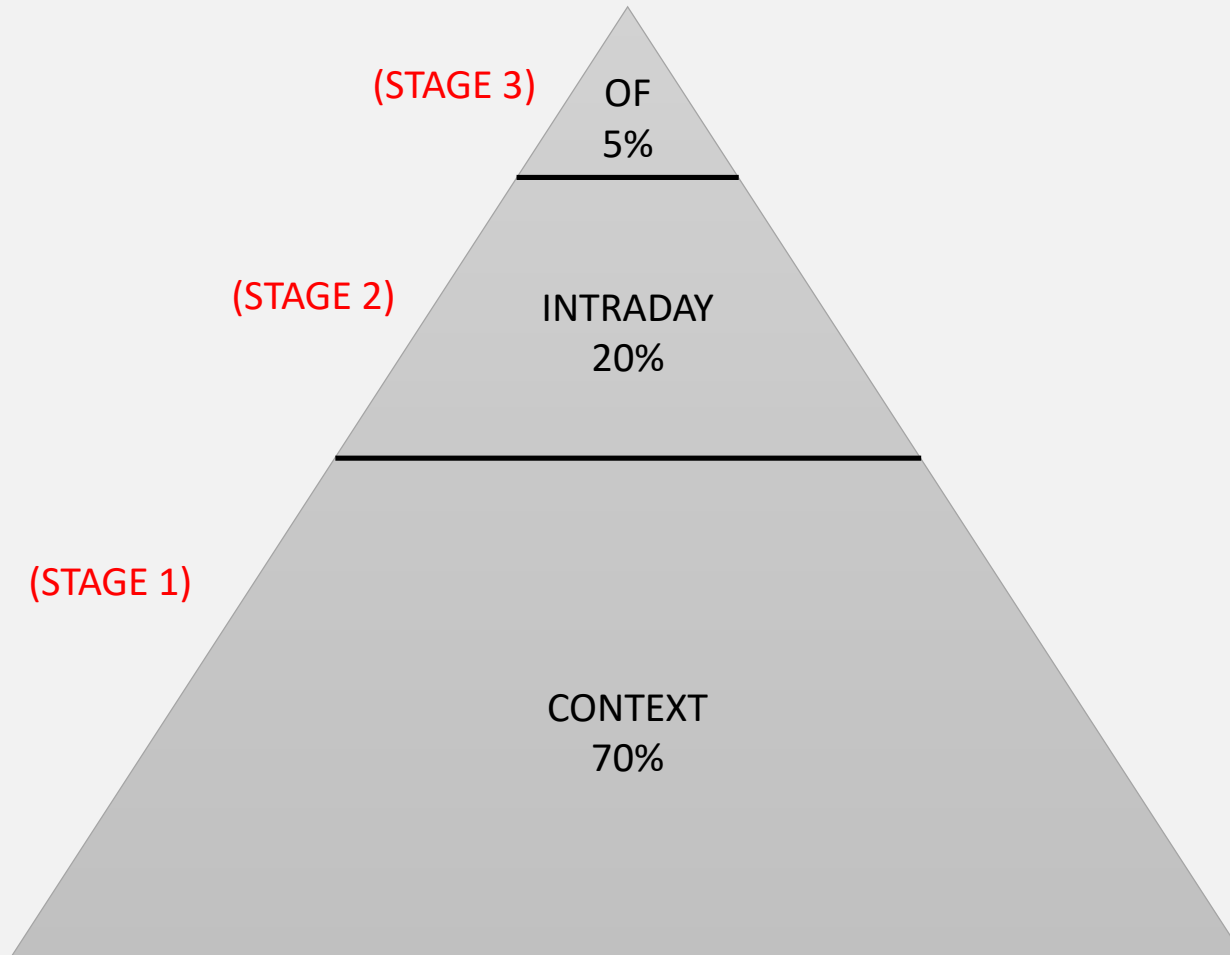 (STAGE 3)
OF
5%
(STAGE 2)
INTRADAY
20%
(STAGE 1)
CONTEXT
70%